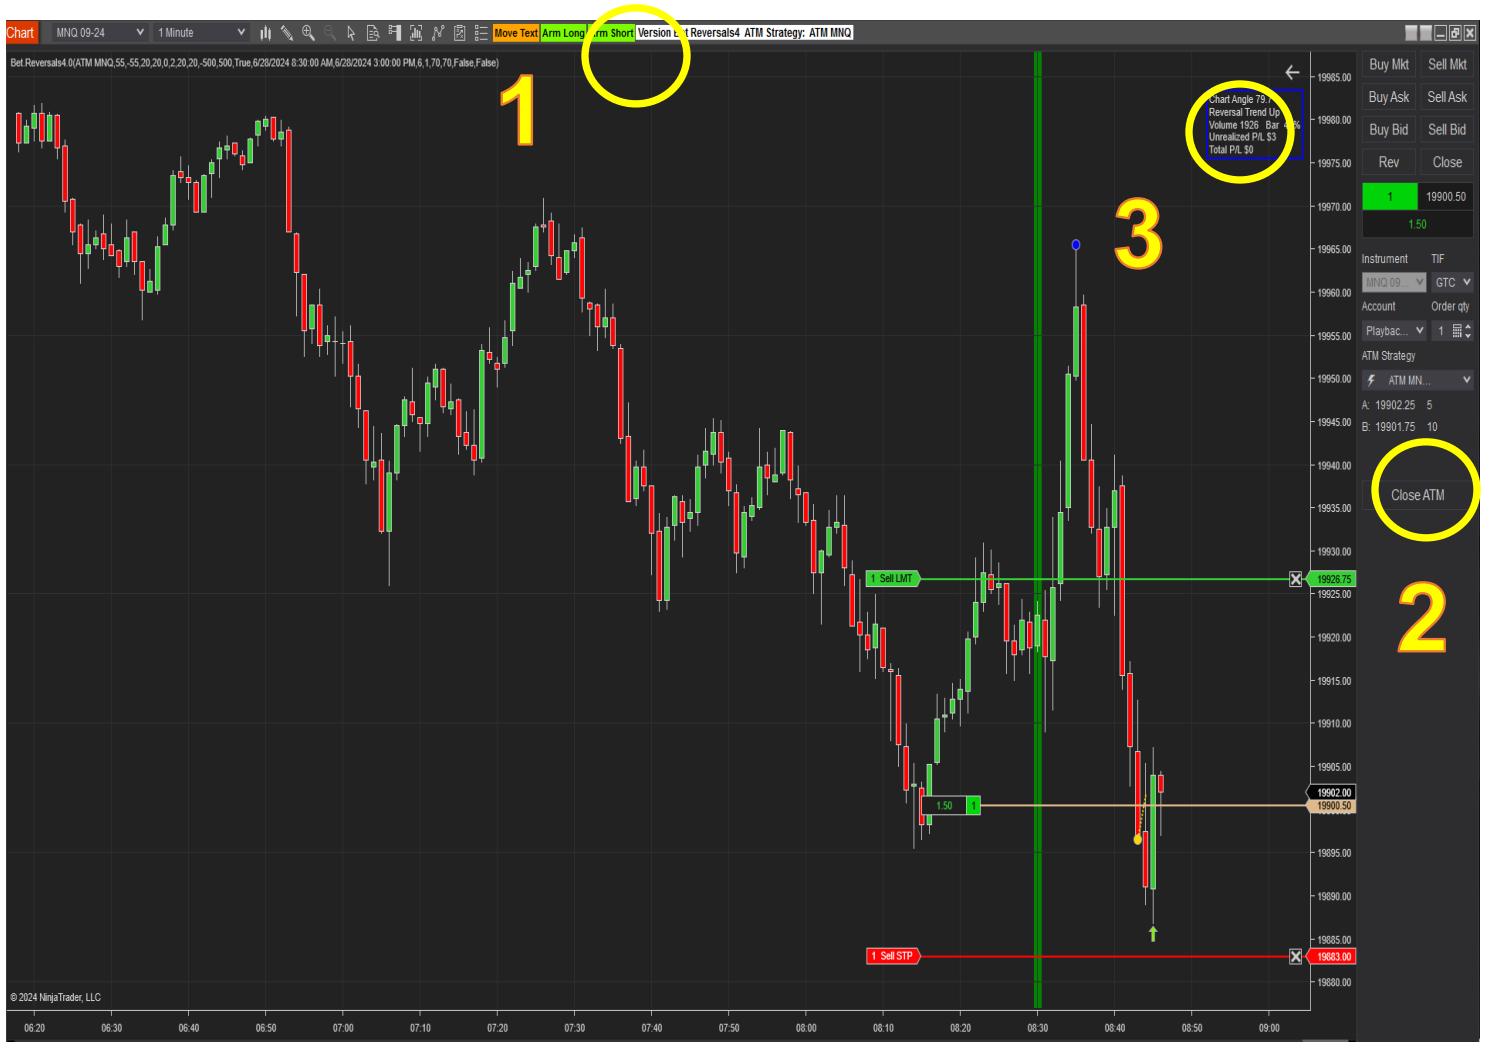 Chart MNQ 09-24 1 Minute Move Text Arm Long Arm Short Version Bet Reversals4 ATM Strategy: ATM MNQ
Bet.Reversals4.0(ATM MNQ,55,-55,20,20,0,2,20,20,-500,500,True,6/28/2024 8:30:00 AM,6/28/2024 3:00:00 PM,6,1,70,70,False,False)
1
Chart Angle 79.7
Reversal Trend Up
Volume 1926 Bar
Unrealized P/L $3
Total P/L $0
3
19985.00
19980.00
19975.00
19970.00
19965.00
19960.00
19955.00
19950.00
19945.00
19940.00
19935.00
19930.00
1 Sell LMT
19926.75
19925.00
19920.00
19915.00
19910.00
19905.00
19902.00
1.50 1
19900.50
19895.00
19890.00
19885.00
1 Sell STP
19883.00
19880.00
Buy Mkt Sell Mkt
Buy Ask Sell Ask
Buy Bid Sell Bid
Rev Close
1 19900.50
1.50
Instrument TIF
MNQ 09... GTC
Account Order qty
Playbac... 1
ATM Strategy
ATM MN...
A: 19902.25 5
B: 19901.75 10
Close ATM
2
© 2024 NinjaTrader, LLC
06:20 06:30 06:40 06:50 07:00 07:10 07:20 07:30 07:40 07:50 08:00 08:10 08:20 08:30 08:40 08:50 09:00